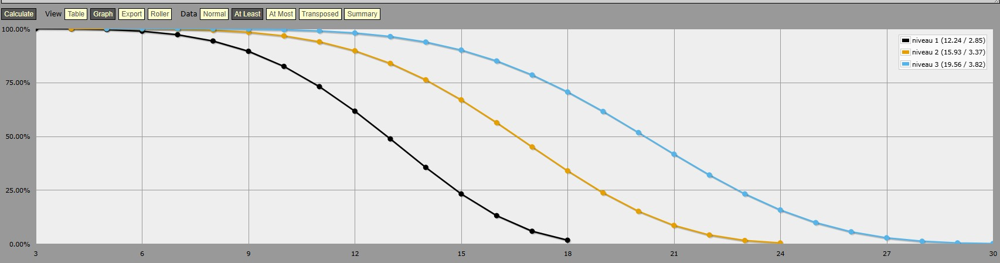 Calculate View Table Graph Export Roller Data Normal At Least At Most Transposed Summary
100.00%
75.00%
50.00%
25.00%
0.00%
niveau 1 (12.24 / 2.85)
niveau 2 (15.93 / 3.37)
niveau 3 (19.56 / 3.82)
3 6 9 12 15 18 21 24 27 30